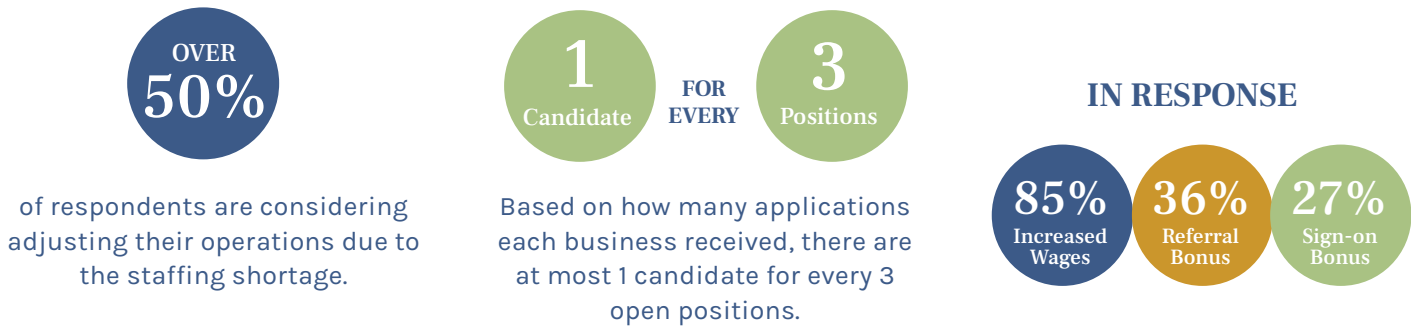 OVER
50%
of respondents are considering
adjusting their operations due to
the staffing shortage.
1
Candidate
FOR
EVERY
3
Positions
Based on how many applications
each business received, there are
at most 1 candidate for every 3
open positions.
IN RESPONSE
85%
Increased
Wages
36%
Referral
Bonus
27%
Sign-on
Bonus